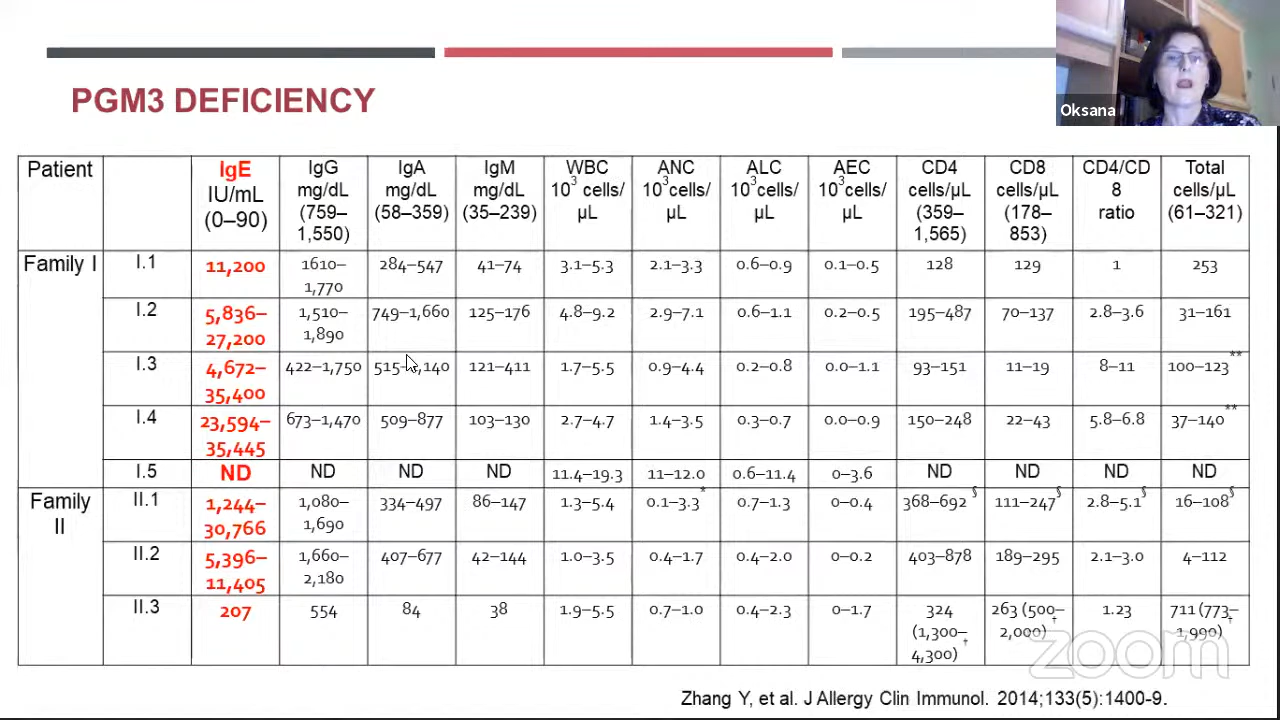 Oksana
PGM3 DEFICIENCY
Patient IgE IU/mL (0–90) IgG mg/dL (759–1,550) IgA mg/dL (58–359) IgM mg/dL (35–239) WBC 10³ cells/µL ANC 10³cells/µL ALC 10³ cells/µL AEC 10³ cells/µL CD4 cells/µL (359–1,565) CD8 cells/µL (178–853) CD4/CD8 ratio Total cells/µL (61–321)
Family I I.1 11,200 1610–1,770 284–547 41–74 3.1–5.3 2.1–3.3 0.6–0.9 0.1–0.5 128 129 1 253
I.2 5,836–27,200 1,510–1,890 749–1,660 125–176 4.8–9.2 2.9–7.1 0.6–1.1 0.2–0.5 195–487 70–137 2.8–3.6 31–161
I.3 4,672–35,400 422–1,750 515– 140 121–411 1.7–5.5 0.9–4.4 0.2–0.8 0.0–1.1 93–151 11–19 8–11 100–123**
I.4 23,594–35,445 673–1,470 509–877 103–130 2.7–4.7 1.4–3.5 0.3–0.7 0.0–0.9 150–248 22–43 5.8–6.8 37–140**
I.5 ND ND ND ND 11.4–19.3 11–12.0 0.6–11.4 0–3.6 ND ND ND ND
Family II II.1 1,244–30,766 1,080–1,690 334–497 86–147 1.3–5.4 0.1–3.3* 0.7–1.3 0–0.4 368–692§ 111–247§ 2.8–5.1§ 16–108§
II.2 5,396–11,405 1,660–2,180 407–677 42–144 1.0–3.5 0.4–1.7 0.4–2.0 0–0.2 403–878 189–295 2.1–3.0 4–112
II.3 207 554 84 38 1.9–5.5 0.7–1.0 0.4–2.3 0–1.7 324 (1,300–4,300)† 263 (500–2,000)† 1.23 711 (773–1,990)†
zoom
Zhang Y, et al. J Allergy Clin Immunol. 2014;133(5):1400-9.